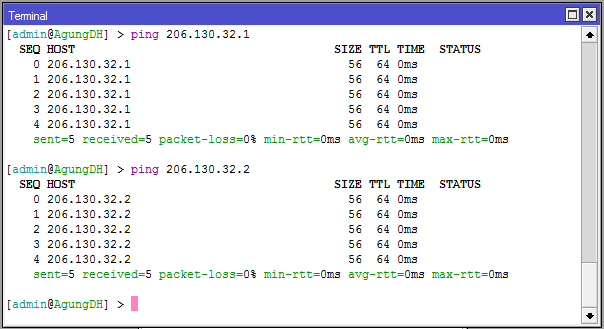 Terminal
[admin@AgungDH] > ping 206.130.32.1
SEQ HOST SIZE TTL TIME STATUS
0 206.130.32.1 56 64 0ms
1 206.130.32.1 56 64 0ms
2 206.130.32.1 56 64 0ms
3 206.130.32.1 56 64 0ms
4 206.130.32.1 56 64 0ms
sent=5 received=5 packet-loss=0% min-rtt=0ms avg-rtt=0ms max-rtt=0ms
[admin@AgungDH] > ping 206.130.32.2
SEQ HOST SIZE TTL TIME STATUS
0 206.130.32.2 56 64 0ms
1 206.130.32.2 56 64 0ms
2 206.130.32.2 56 64 0ms
3 206.130.32.2 56 64 0ms
4 206.130.32.2 56 64 0ms
sent=5 received=5 packet-loss=0% min-rtt=0ms avg-rtt=0ms max-rtt=0ms
[admin@AgungDH] >